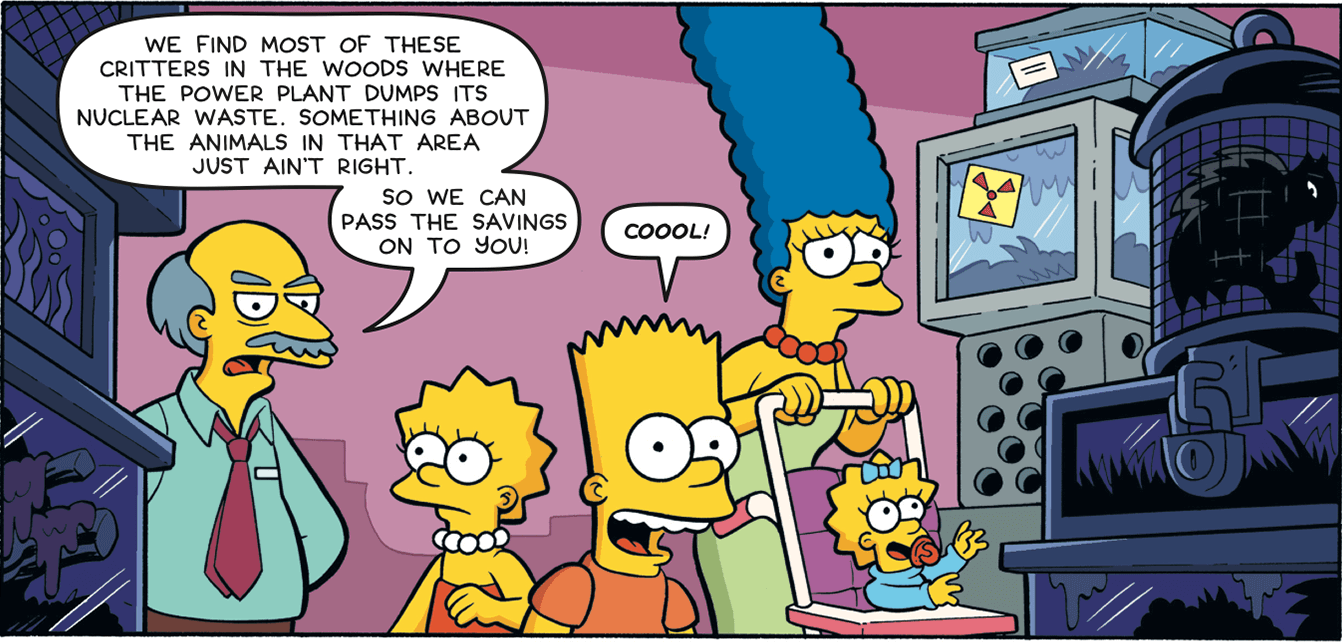 WE FIND MOST OF THESE
CRITTERS IN THE WOODS WHERE
THE POWER PLANT DUMPS ITS
NUCLEAR WASTE. SOMETHING ABOUT
THE ANIMALS IN THAT AREA
JUST AIN'T RIGHT.
SO WE CAN
PASS THE SAVINGS
ON TO YOU!
COOOL!